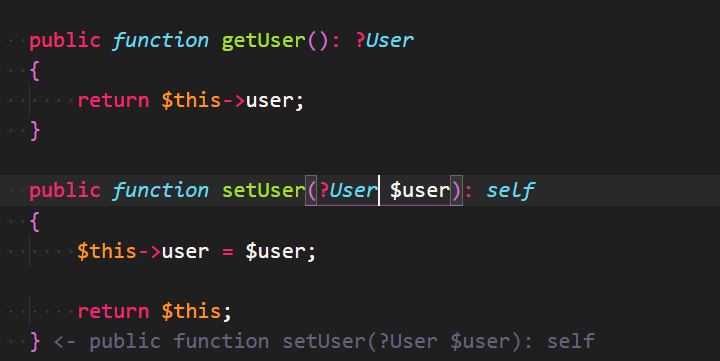 public function getUser(): ?User
{
return $this->user;
}
public function setUser(?User $user): self
{
$this->user = $user;
return $this;
} <- public function setUser(?User $user): self